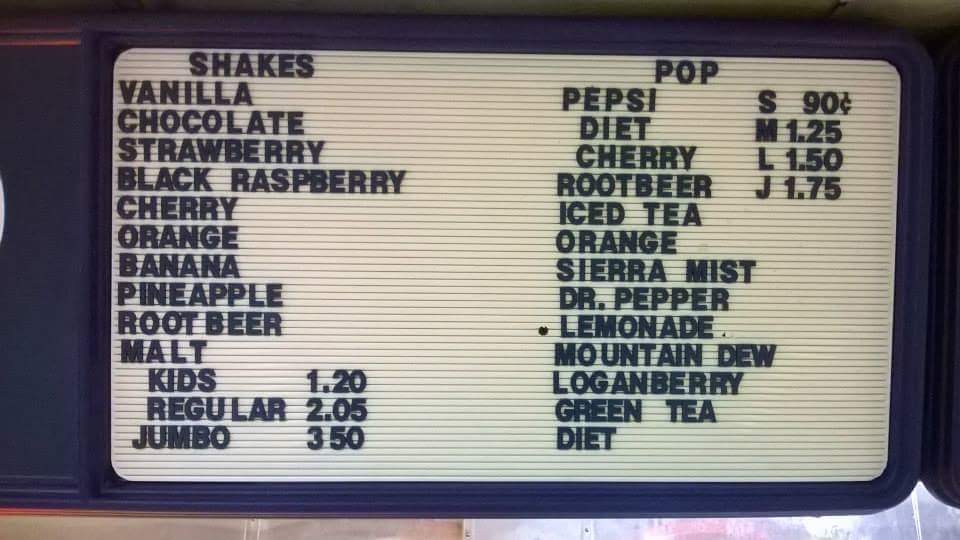 SHAKES
VANILLA
CHOCOLATE
STRAWBERRY
BLACK RASPBERRY
CHERRY
ORANGE
BANANA
PINEAPPLE
ROOT BEER
MALT
KIDS 1.20
REGULAR 2.05
JUMBO 3 50
POP
PEPSI S 90¢
DIET M 1.25
CHERRY L 1.50
ROOTBEER J 1.75
ICED TEA
ORANGE
SIERRA MIST
DR. PEPPER
LEMONADE
MOUNTAIN DEW
LOGANBERRY
GREEN TEA
DIET